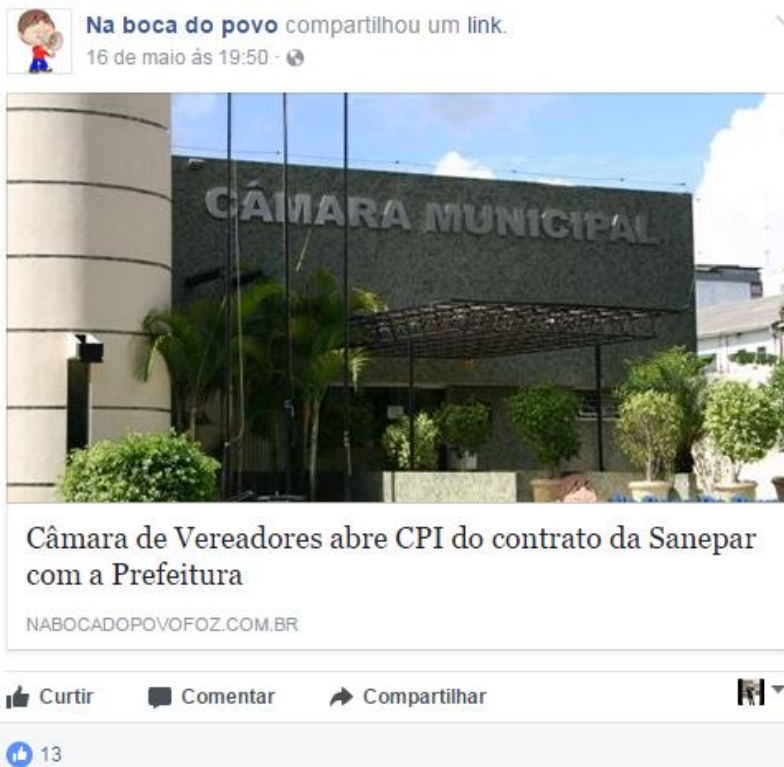 Na boca do povo compartilhou um link.
16 de maio às 19:50 ·
CÂMARA MUNICIPAL
Câmara de Vereadores abre CPI do contrato da Sanepar
com a Prefeitura
NABOCADOPOVOFOZ.COM.BR
Curtir Comentar Compartilhar
13